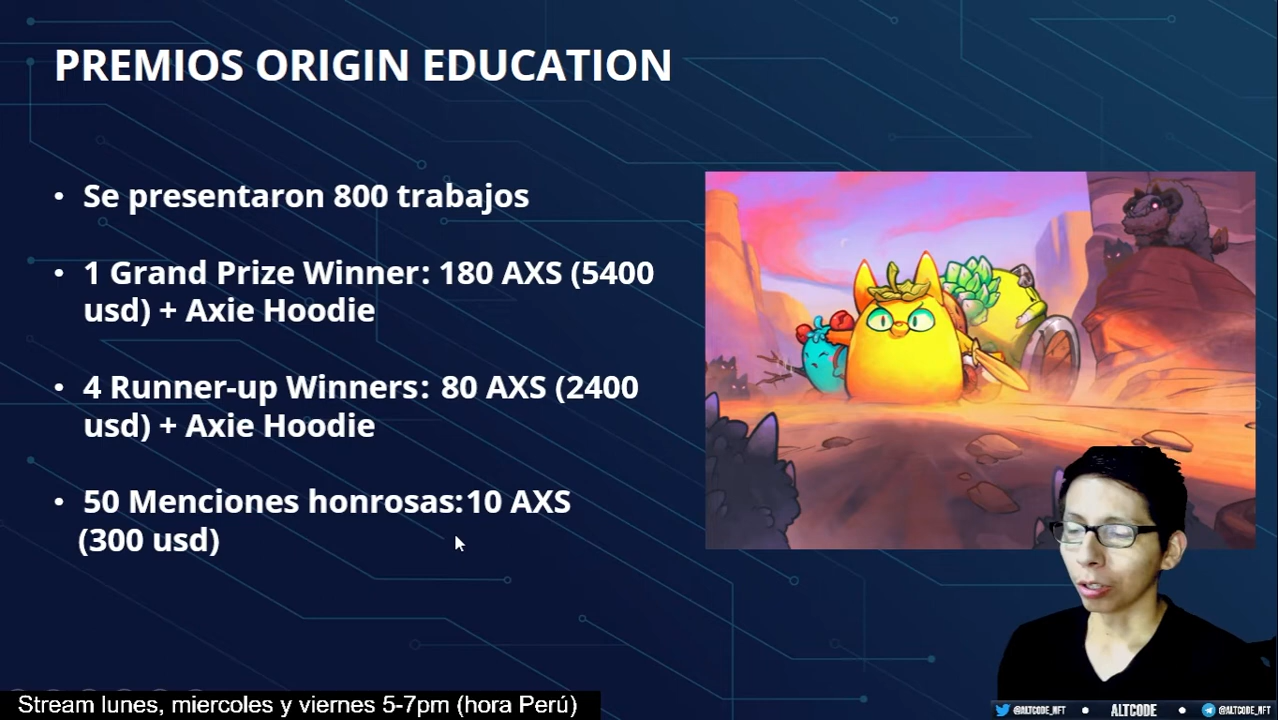 PREMIOS ORIGIN EDUCATION
• Se presentaron 800 trabajos
• 1 Grand Prize Winner: 180 AXS (5400
usd) + Axie Hoodie
• 4 Runner-up Winners: 80 AXS (2400
usd) + Axie Hoodie
• 50 Menciones honrosas:10 AXS
(300 usd)
Stream lunes, miercoles y viernes 5-7pm (hora Perú)
@ALTCODE_NFT • ALTCODE • @ALTCODE_NFT